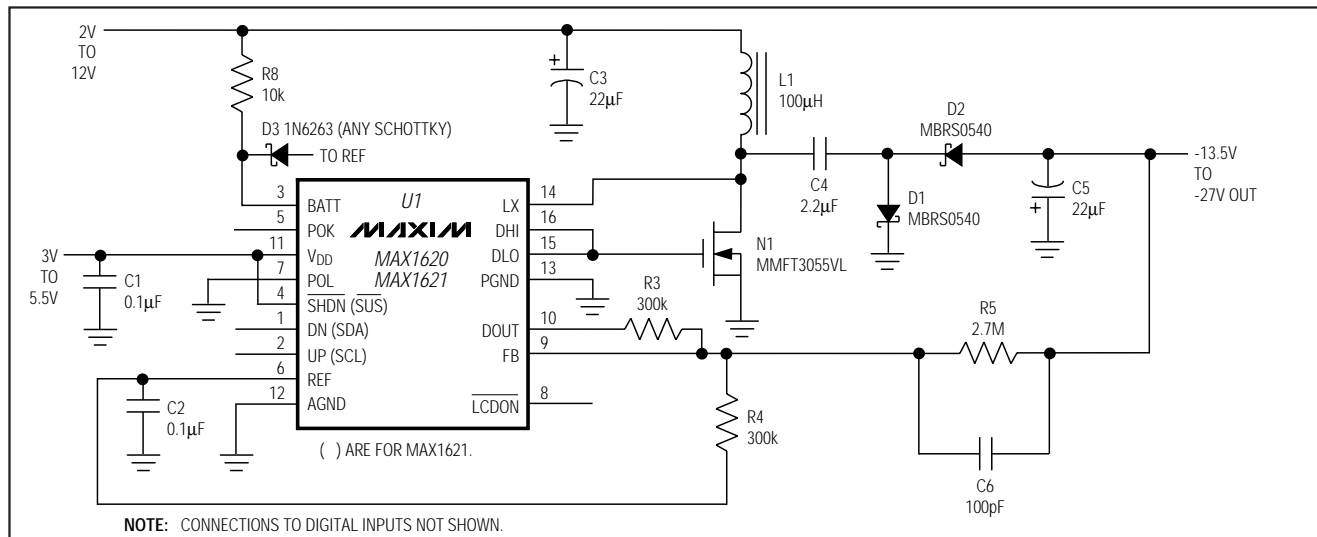 2V
TO
12V
R8
10k
C3
22µF
+
L1
100µH
D2
MBRS0540
D3 1N6263 (ANY SCHOTTKY)
TO REF
C4
2.2µF
D1
MBRS0540
C5
22µF
+
-13.5V
TO
-27V OUT
U1
MAXIM
MAX1620
MAX1621
3 BATT
5 POK
11 VDD
7 POL
4 SHDN (SUS)
1 DN (SDA)
2 UP (SCL)
6 REF
12 AGND
LX 14
DHI 16
DLO 15
PGND 13
DOUT 10
FB 9
LCDON 8
3V
TO
5.5V
C1
0.1µF
C2
0.1µF
N1
MMFT3055VL
R3
300k
R4
300k
R5
2.7M
C6
100pF
( ) ARE FOR MAX1621.
NOTE: CONNECTIONS TO DIGITAL INPUTS NOT SHOWN.